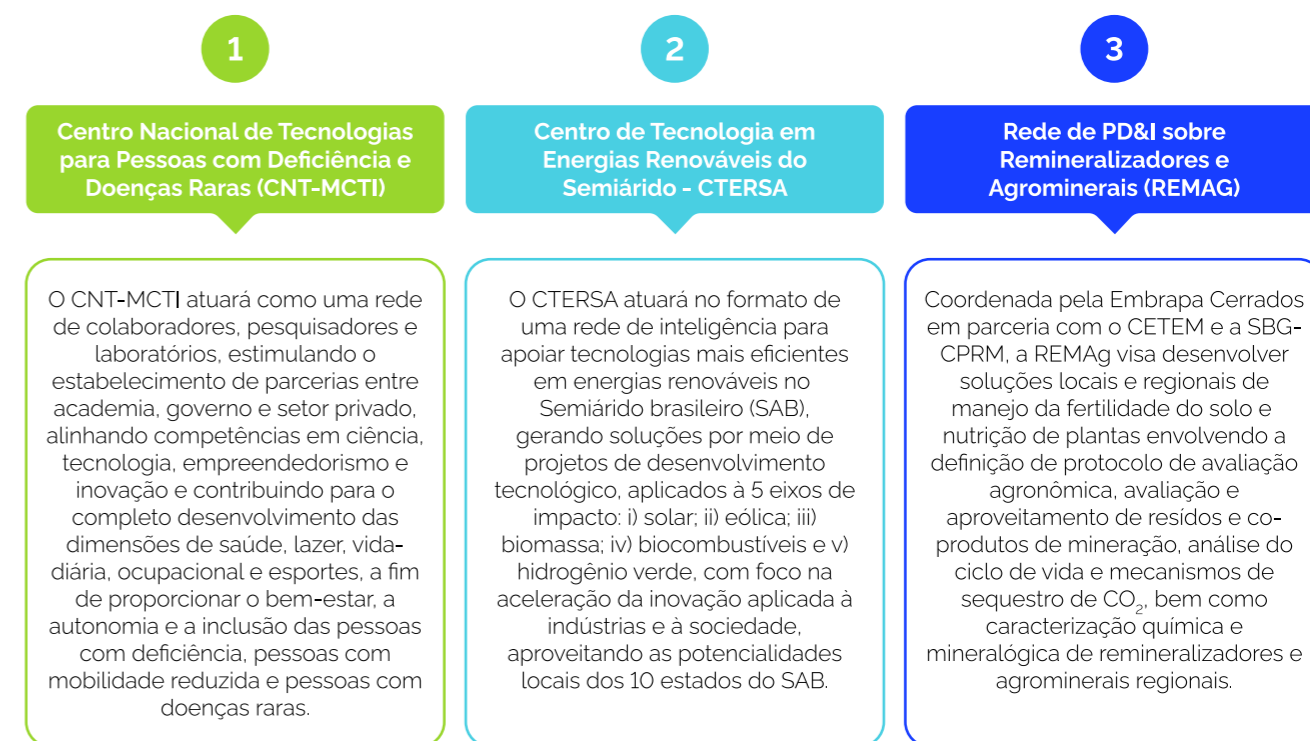 1
Centro Nacional de Tecnologias
para Pessoas com Deficiência e
Doenças Raras (CNT-MCTI)
O CNT-MCTI atuará como uma rede
de colaboradores, pesquisadores e
laboratórios, estimulando o
estabelecimento de parcerias entre
academia, governo e setor privado,
alinhando competências em ciência,
tecnologia, empreendedorismo e
inovação e contribuindo para o
completo desenvolvimento das
dimensões de saúde, lazer, vida-
diária, ocupacional e esportes, a fim
de proporcionar o bem-estar, a
autonomia e a inclusão das pessoas
com deficiência, pessoas com
mobilidade reduzida e pessoas com
doenças raras.
2
Centro de Tecnologia em
Energias Renováveis do
Semiárido - CTERSA
O CTERSA atuará no formato de
uma rede de inteligência para
apoiar tecnologias mais eficientes
em energias renováveis no
Semiárido brasileiro (SAB),
gerando soluções por meio de
projetos de desenvolvimento
tecnológico, aplicados à 5 eixos de
impacto: i) solar; ii) eólica; iii)
biomassa; iv) biocombustíveis e v)
hidrogênio verde, com foco na
aceleração da inovação aplicada à
indústrias e à sociedade,
aproveitando as potencialidades
locais dos 10 estados do SAB.
3
Rede de PD&I sobre
Remineralizadores e
Agrominerais (REMAG)
Coordenada pela Embrapa Cerrados
em parceria com o CETEM e a SBG-
CPRM, a REMAg visa desenvolver
soluções locais e regionais de
manejo da fertilidade do solo e
nutrição de plantas envolvendo a
definição de protocolo de avaliação
agronômica, avaliação e
aproveitamento de resídos e co-
produtos de mineração, análise do
ciclo de vida e mecanismos de
sequestro de CO₂, bem como
caracterização química e
mineralógica de remineralizadores e
agrominerais regionais.